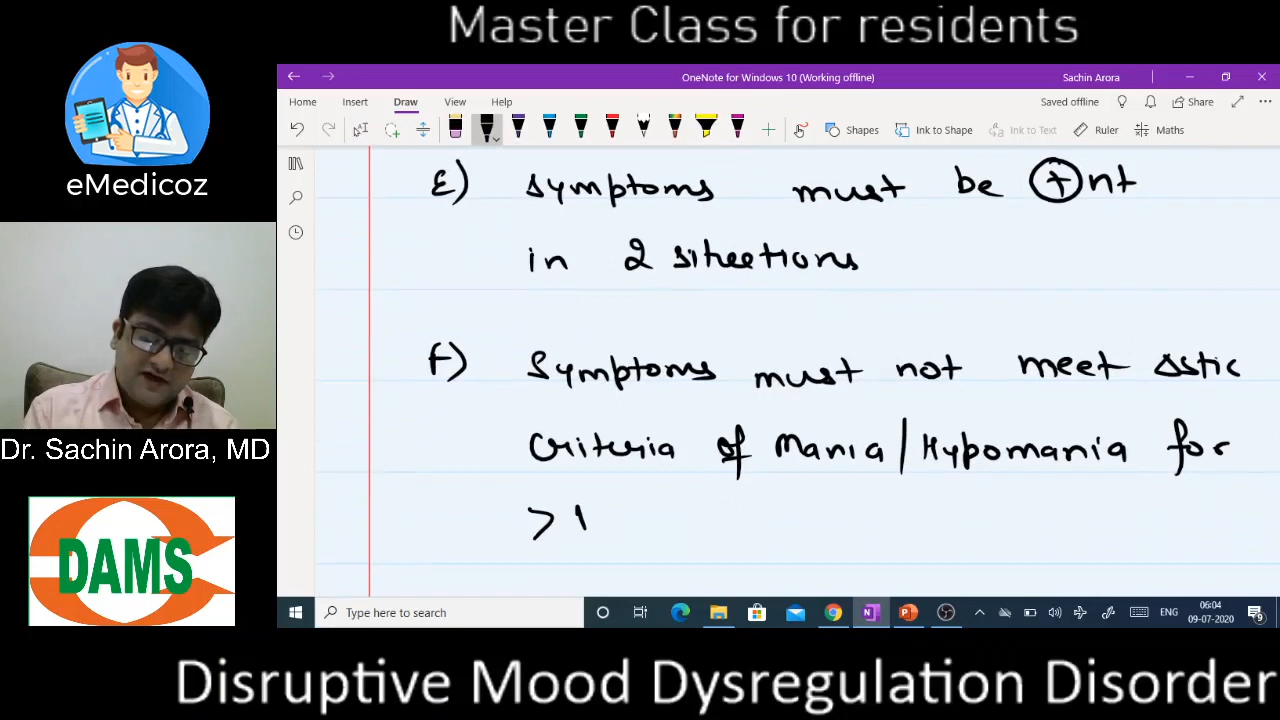 Master Class for residents
eMedicoz
OneNote for Windows 10 (Working offline)
Sachin Arora
Home Insert Draw View Help
Saved offline
Share
Shapes
Ink to Shape
Ink to Text
Ruler
Maths
E) Symptoms must be (+)nt
in 2 situations
F) Symptoms must not meet
Criteria of Mania/Hypomania for
> 1
Dr. Sachin Arora, MD
DAMS
Type here to search
ENG
06:04
09-07-2020
Disruptive Mood Dysregulation Disorder